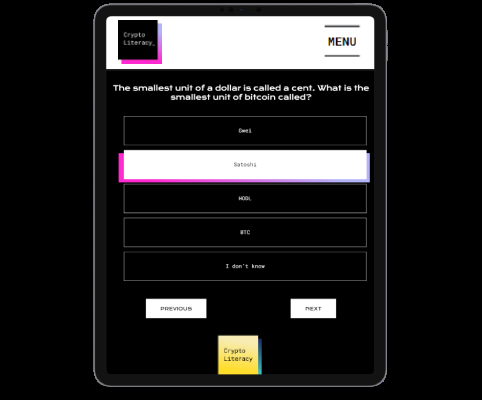 Crypto
Literacy_
MENU
The smallest unit of a dollar is called a cent. What is the
smallest unit of bitcoin called?
Gwei
Satoshi
HODL
BTC
I don't know
PREVIOUS
NEXT
Crypto
Literacy